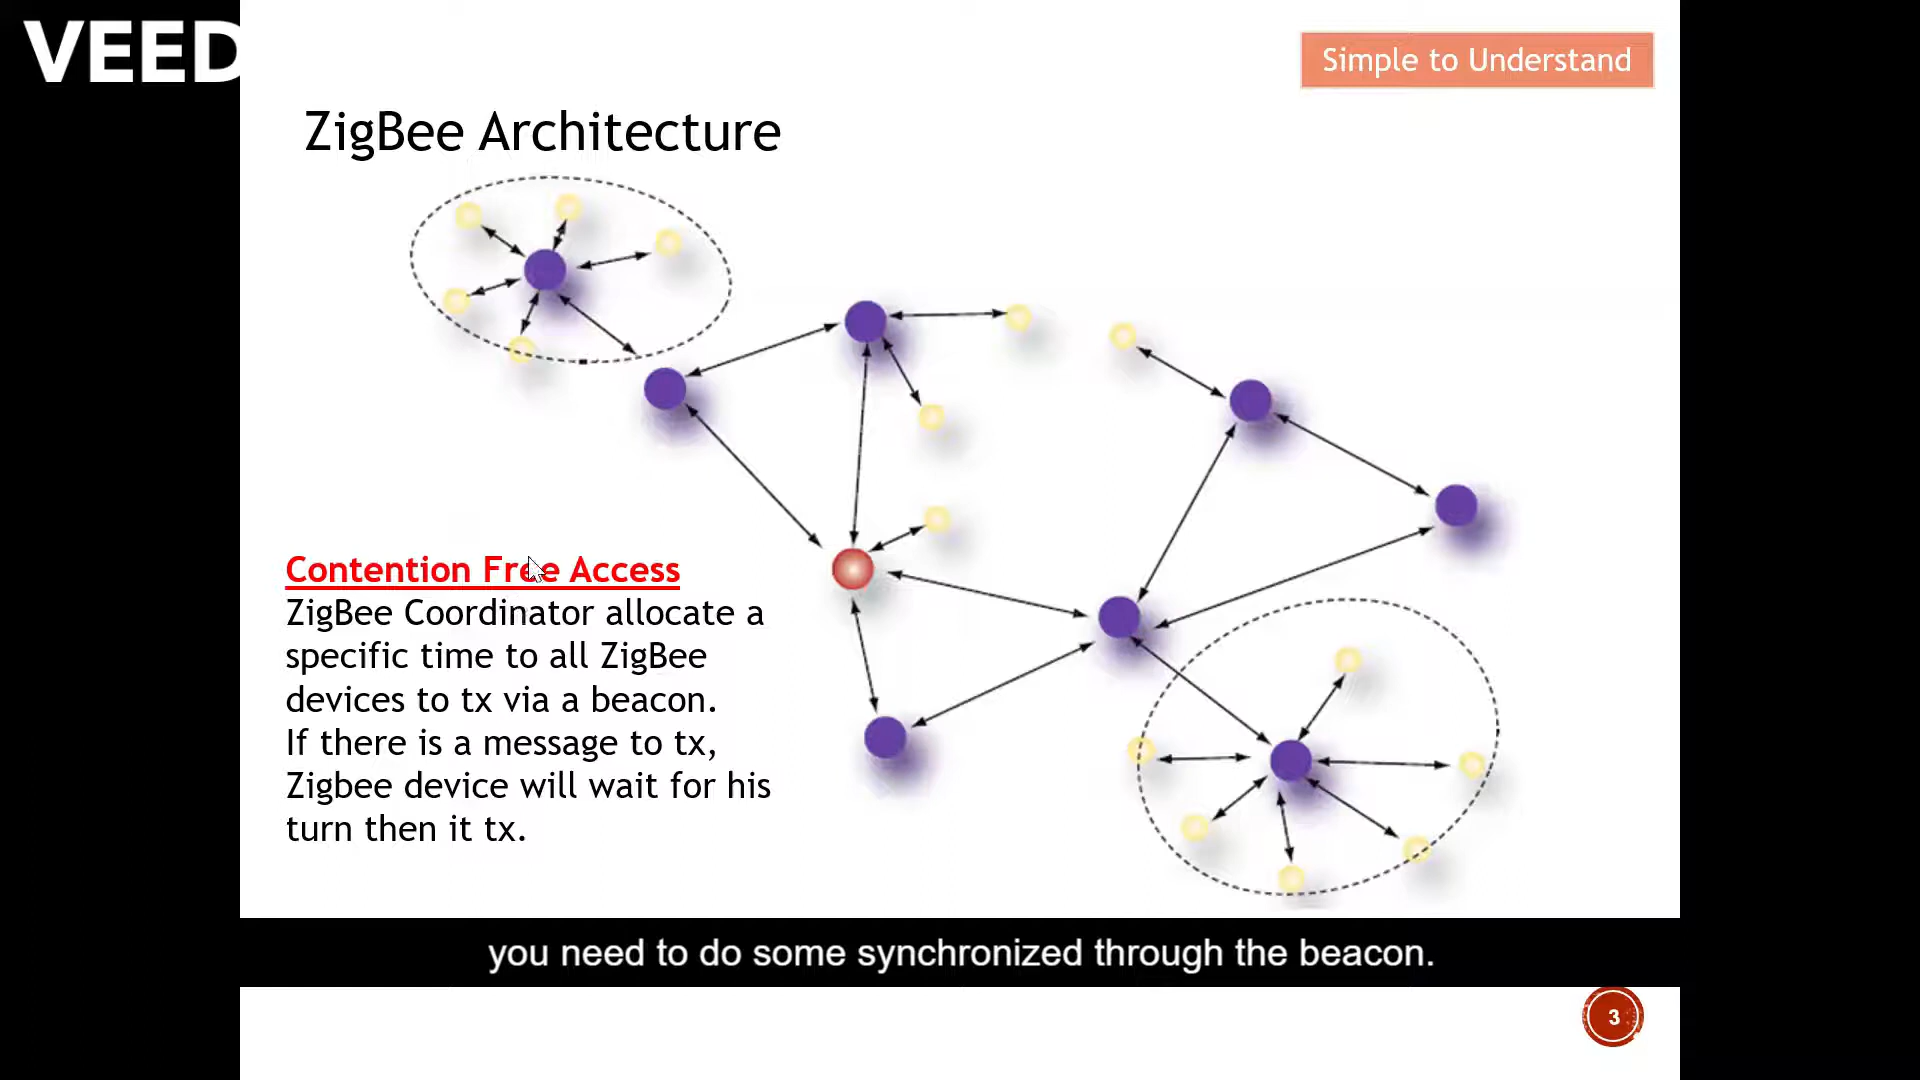 VEED
Simple to Understand
ZigBee Architecture
Contention Free Access
ZigBee Coordinator allocate a
specific time to all ZigBee
devices to tx via a beacon.
If there is a message to tx,
Zigbee device will wait for his
turn then it tx.
you need to do some synchronized through the beacon.
3